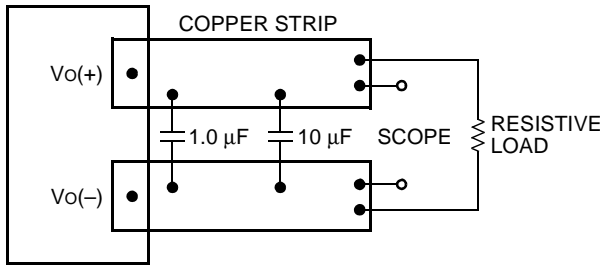 COPPER STRIP
VO(+)
1.0 µF
10 µF
SCOPE
RESISTIVE
LOAD
VO(–)